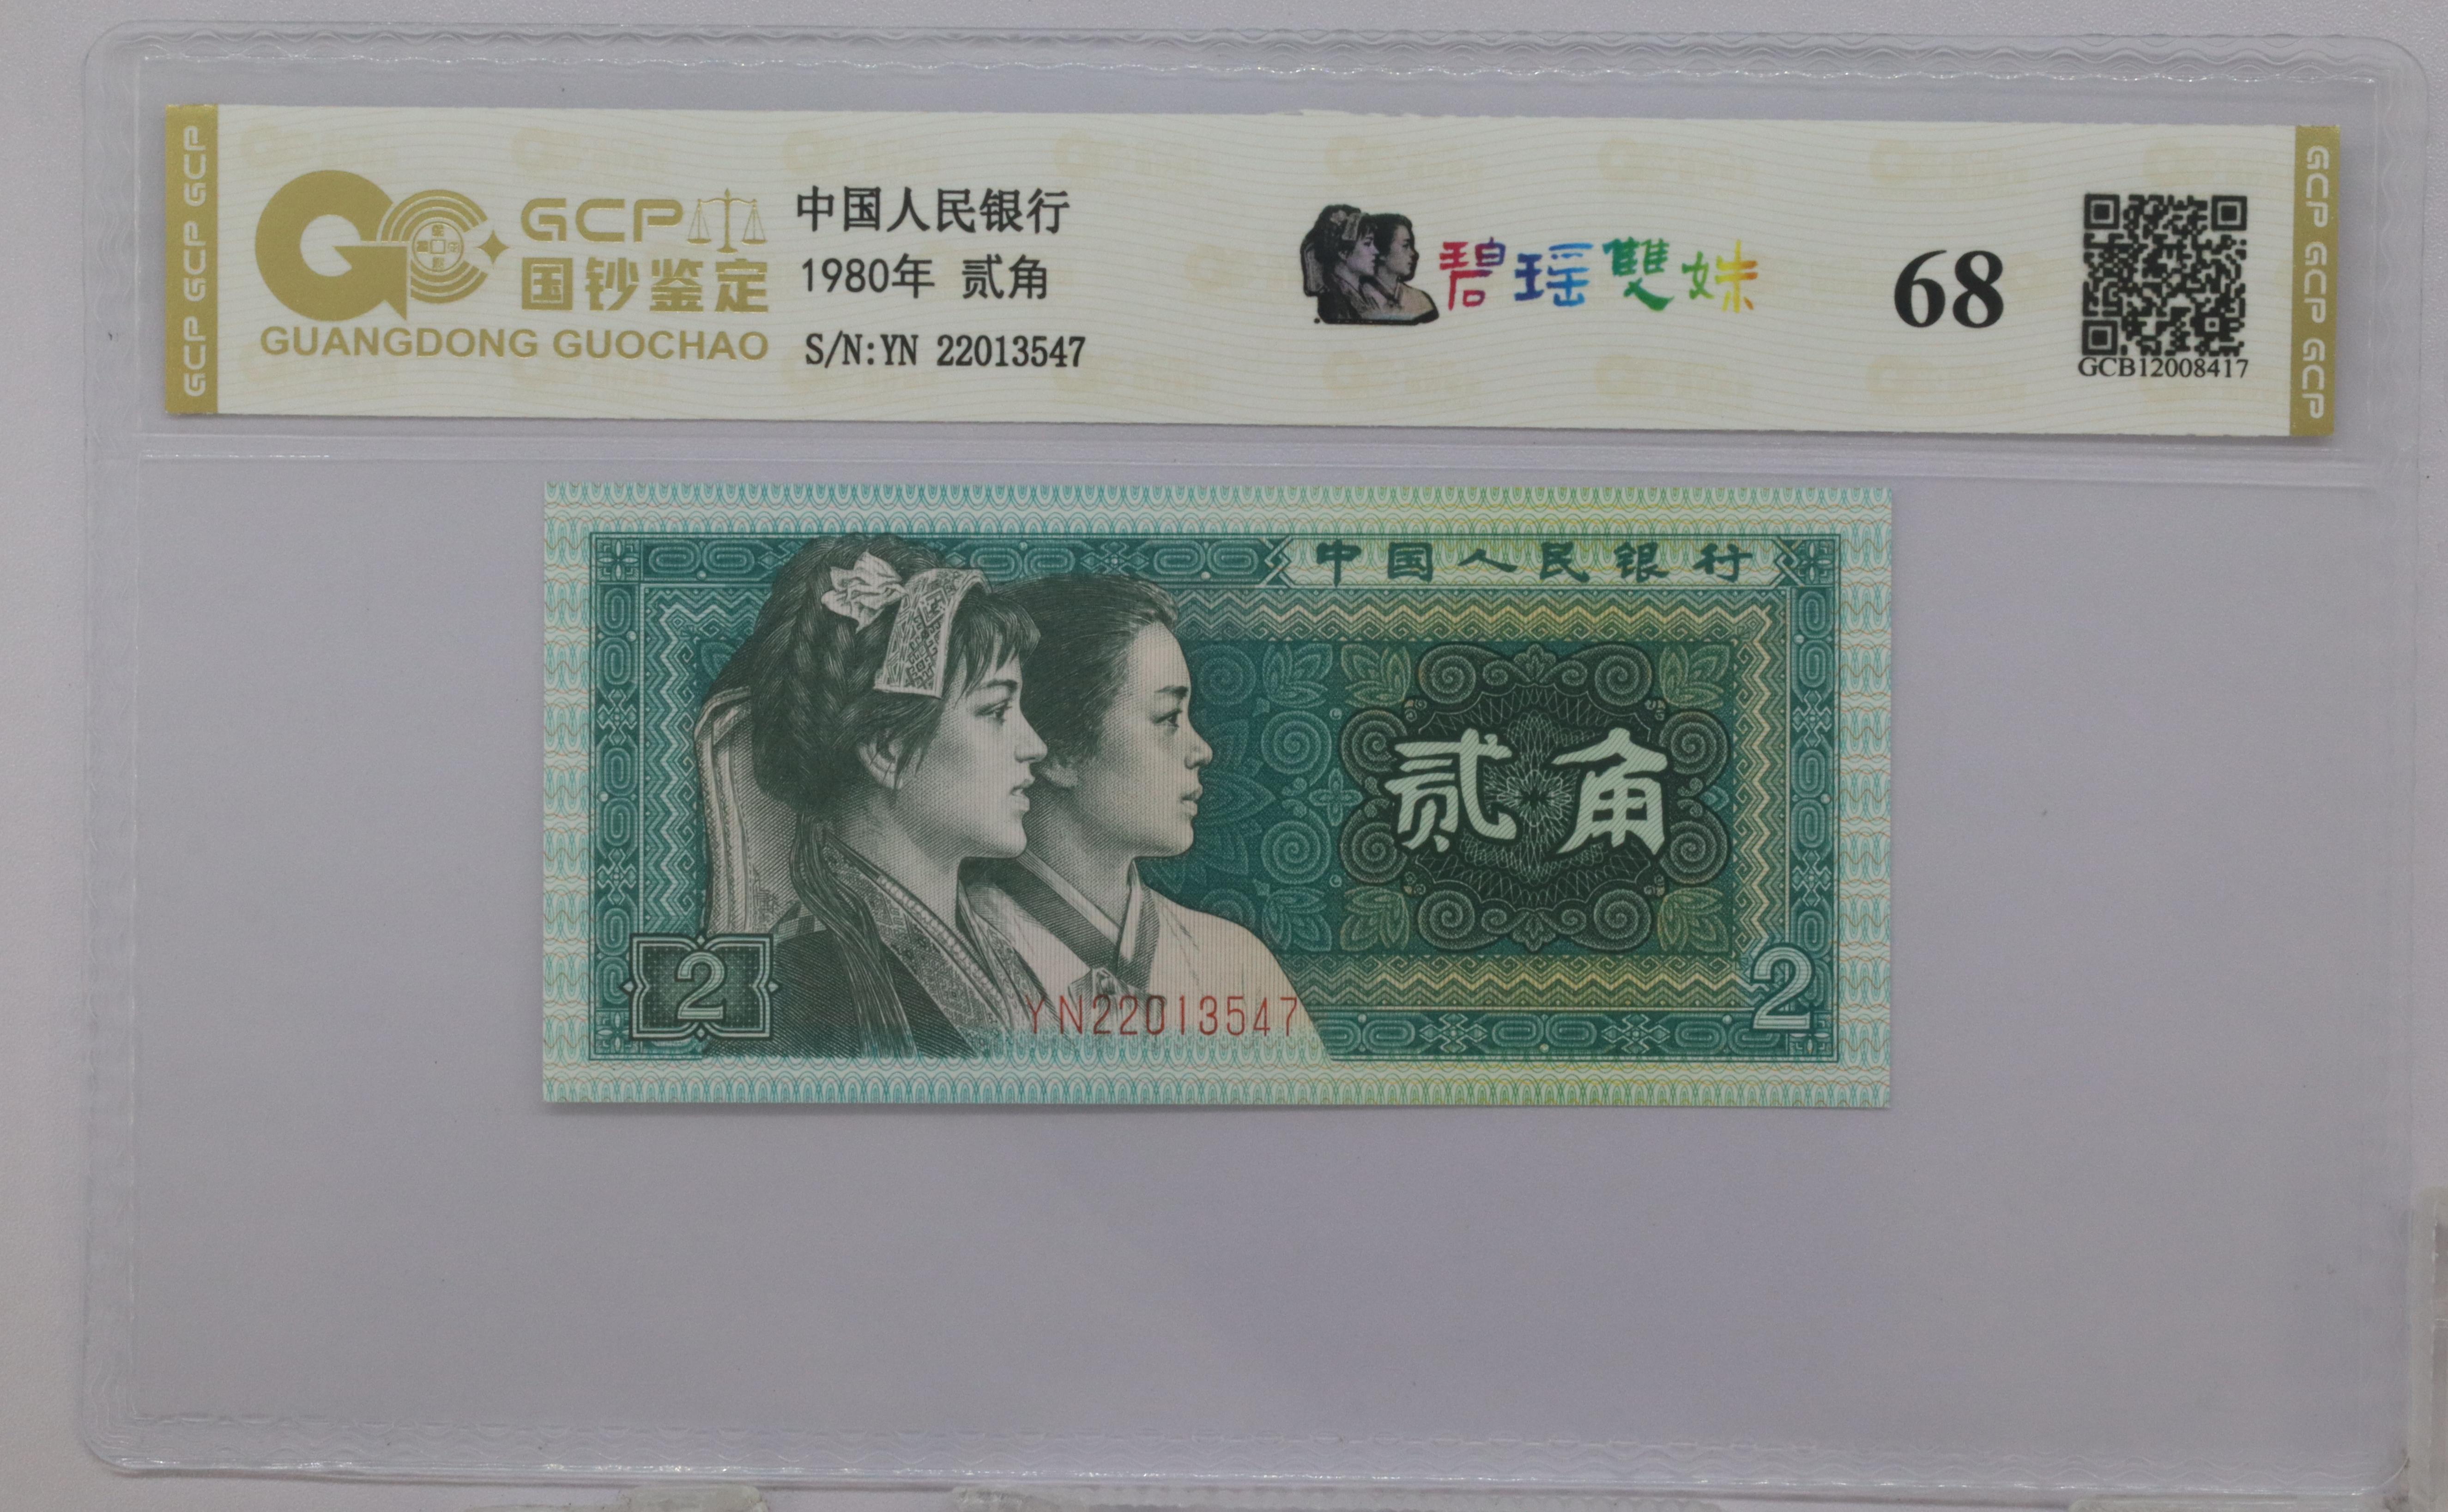 GCP GCP GCP
GCP
国钞鉴定
GUANGDONG GUOCHAO
中国人民银行
1980年 贰角
S/N:YN 22013547
碧瑶雙妹
68
GCB12008417
GCP GCP GCP
中国人民银行
贰角
2
YN22013547
2